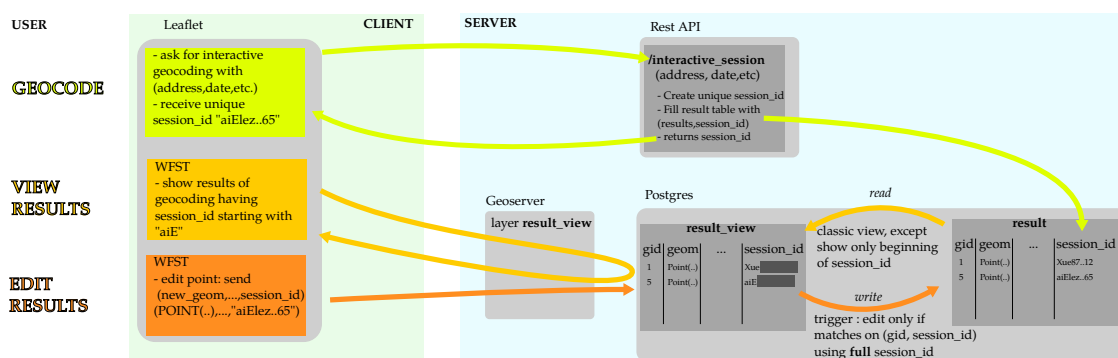 USER
Leaflet
CLIENT
SERVER
Rest API
GEOCODE
- ask for interactive
geocoding with
(address,date,etc.)
- receive unique
session_id "aiElez..65"
/interactive_session
(address, date,etc)
- Create unique session_id
- Fill result table with
(results,session_id)
- returns session_id
VIEW
RESULTS
WFST
- show results of
geocoding having
session_id starting with
"aiE"
Geoserver
layer result_view
Postgres
result_view
gid geom ... session_id
1 Point(..) Xue
5 Point(..) aiE
read
classic view, except
show only beginning
of session_id
write
trigger : edit only if
matches on (gid, session_id)
using full session_id
result
gid geom ... session_id
1 Point(..) Xue87..12
5 Point(..) aiElez..65
EDIT
RESULTS
WFST
- edit point: send
(new_geom,...,session_id)
(POINT(..),...,"aiElez..65")